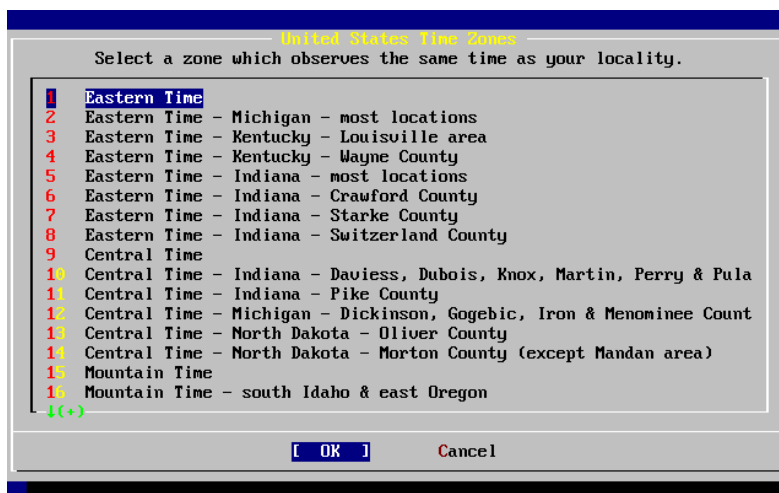 United States Time Zones
Select a zone which observes the same time as your locality.
1 Eastern Time
2 Eastern Time - Michigan - most locations
3 Eastern Time - Kentucky - Louisville area
4 Eastern Time - Kentucky - Wayne County
5 Eastern Time - Indiana - most locations
6 Eastern Time - Indiana - Crawford County
7 Eastern Time - Indiana - Starke County
8 Eastern Time - Indiana - Switzerland County
9 Central Time
10 Central Time - Indiana - Daviess, Dubois, Knox, Martin, Perry & Pula
11 Central Time - Indiana - Pike County
12 Central Time - Michigan - Dickinson, Gogebic, Iron & Menominee Count
13 Central Time - North Dakota - Oliver County
14 Central Time - North Dakota - Morton County (except Mandan area)
15 Mountain Time
16 Mountain Time - south Idaho & east Oregon
↓(+)
[ OK ] Cancel